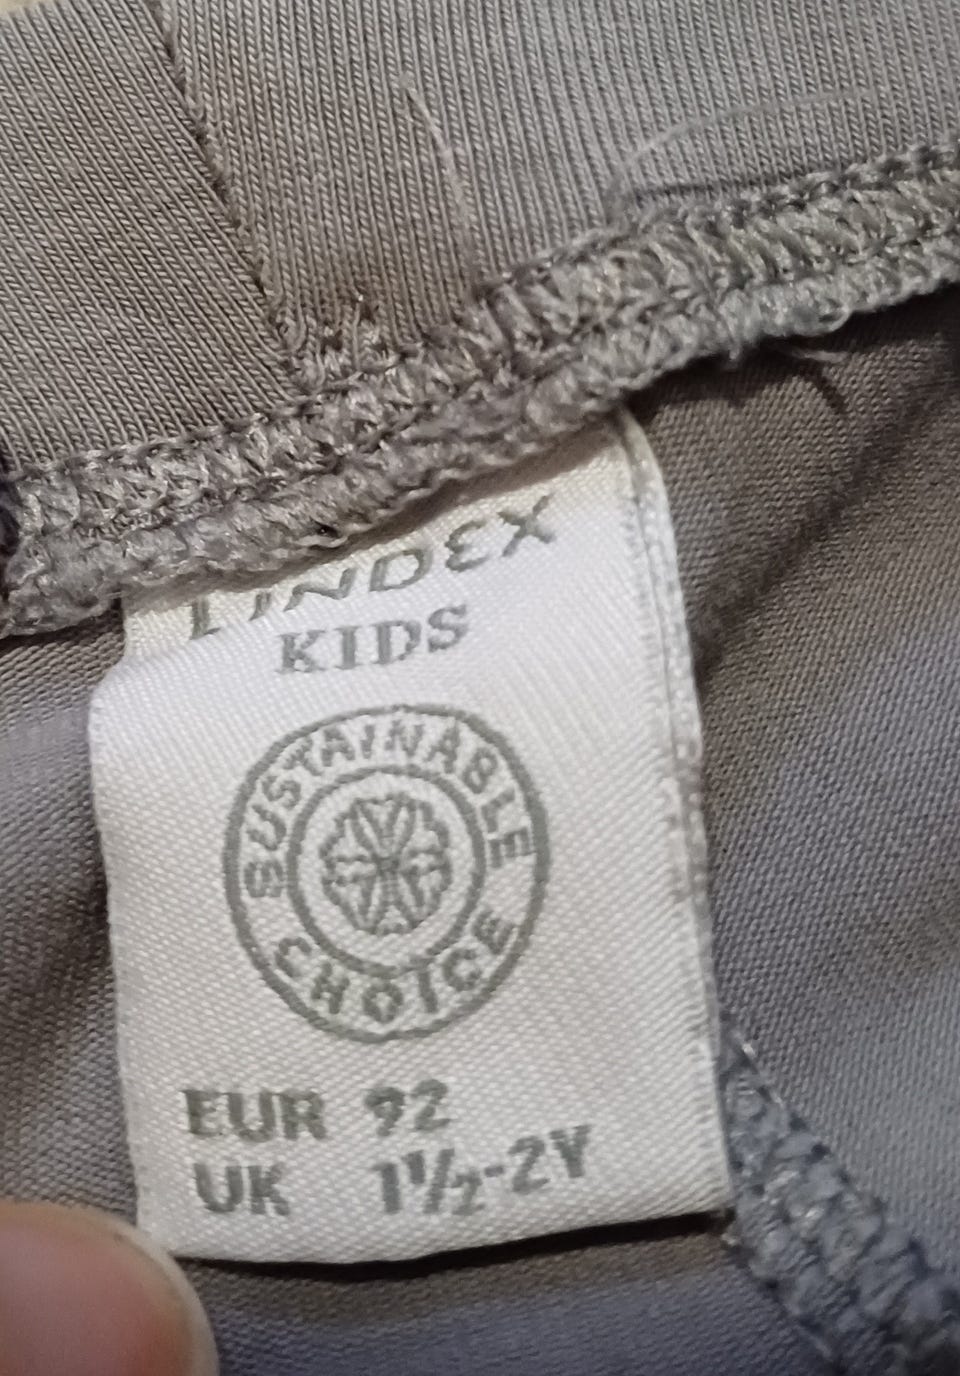 LINDEX
KIDS
SUSTAINABLE
CHOICE
EUR 92
UK 1½-2Y